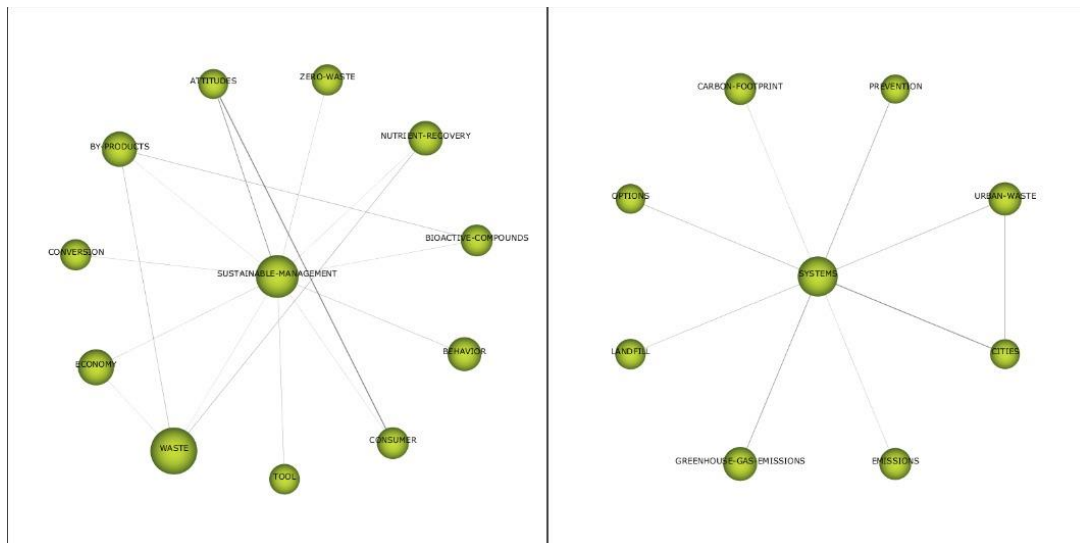 ATTITUDES
ZERO-WASTE
BY-PRODUCTS
NUTRIENT-RECOVERY
BIOACTIVE-COMPOUNDS
CONVERSION
SUSTAINABLE-MANAGEMENT
BEHAVIOR
ECONOMY
WASTE
CONSUMER
TOOL
CARBON-FOOTPRINT
PREVENTION
OPTIONS
URBAN-WASTE
SYSTEMS
LANDFILL
CITIES
GREENHOUSE-GAS-EMISSIONS
EMISSIONS